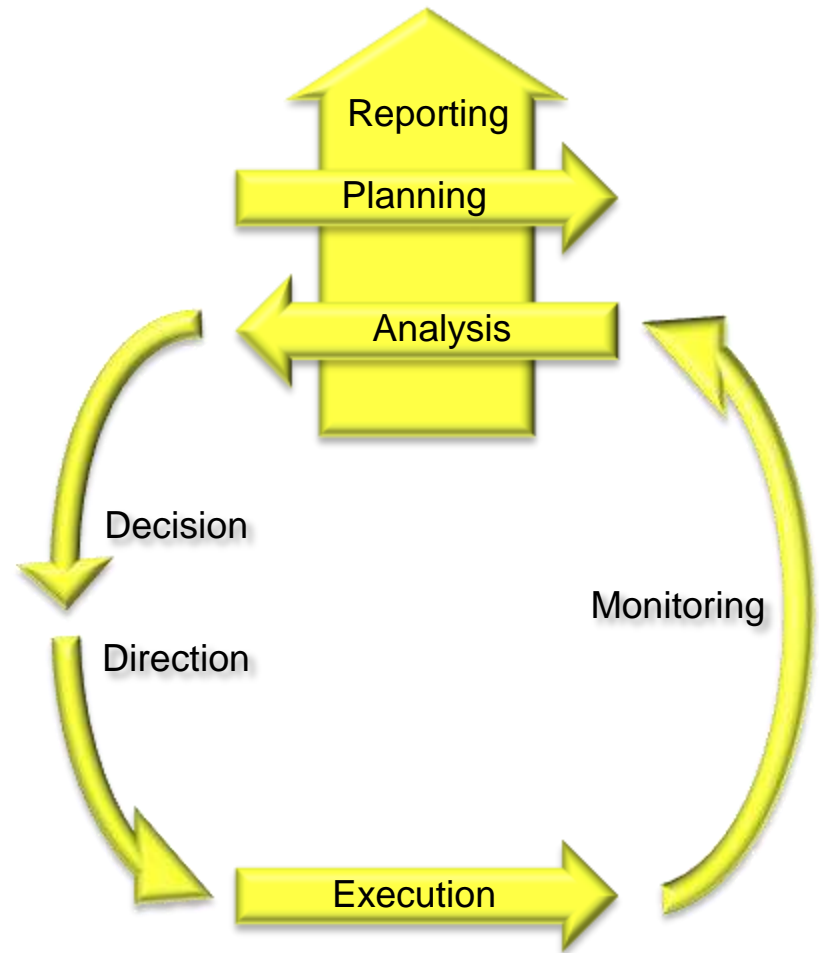 Reporting
Planning
Analysis
Decision
Monitoring
Direction
Execution